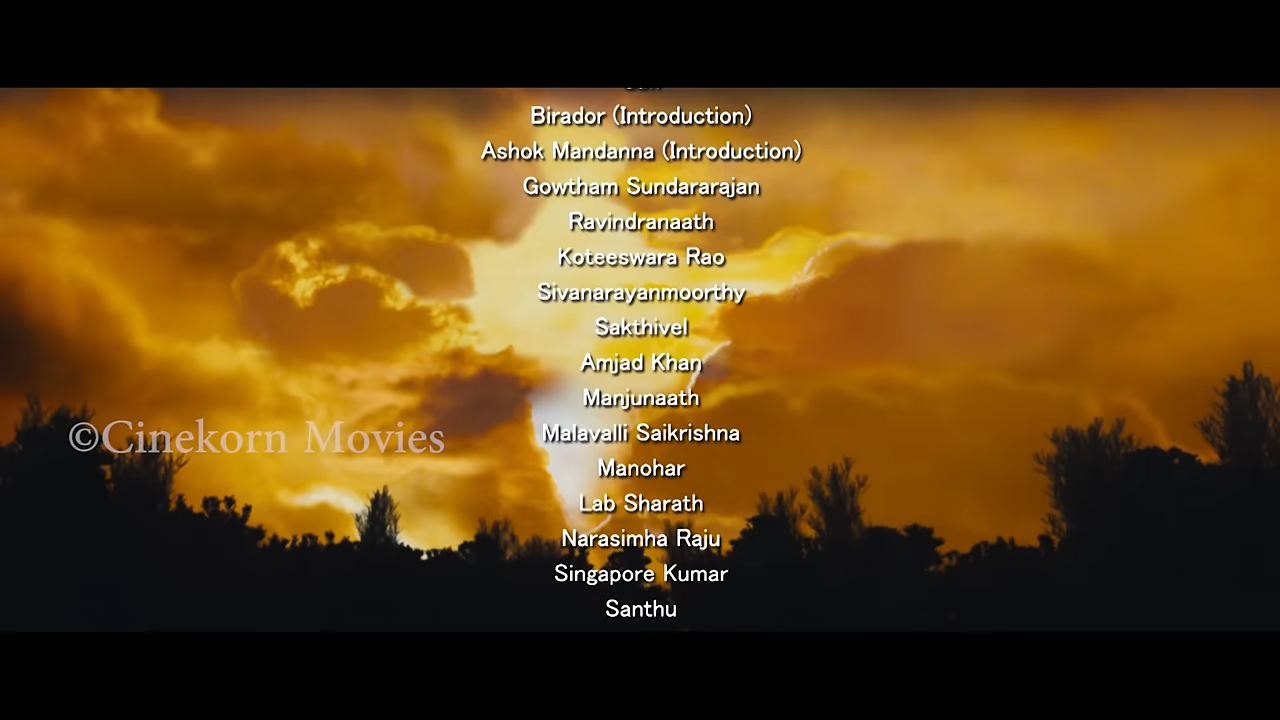 Birador (Introduction)
Ashok Mandanna (Introduction)
Gowtham Sundararajan
Ravindranaath
Koteeswara Rao
Sivanarayanmoorthy
Sakthivel
Amjad Khan
Manjunaath
Malavalli Saikrishna
©Cinekorn Movies
Manohar
Lab Sharath
Narasimha Raju
Singapore Kumar
Santhu